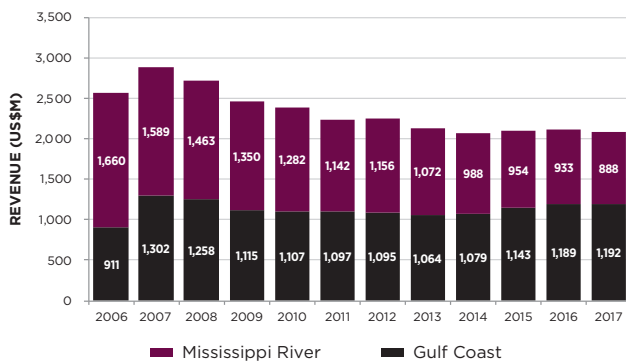 REVENUE (US$M)
3,500
3,000
2,500
2,000
1,500
1,000
500
0
1,660 1,589 1,463 1,350 1,282 1,142 1,156 1,072 988 954 933 888
911 1,302 1,258 1,115 1,107 1,097 1,095 1,064 1,079 1,143 1,189 1,192
2006 2007 2008 2009 2010 2011 2012 2013 2014 2015 2016 2017
Mississippi River Gulf Coast